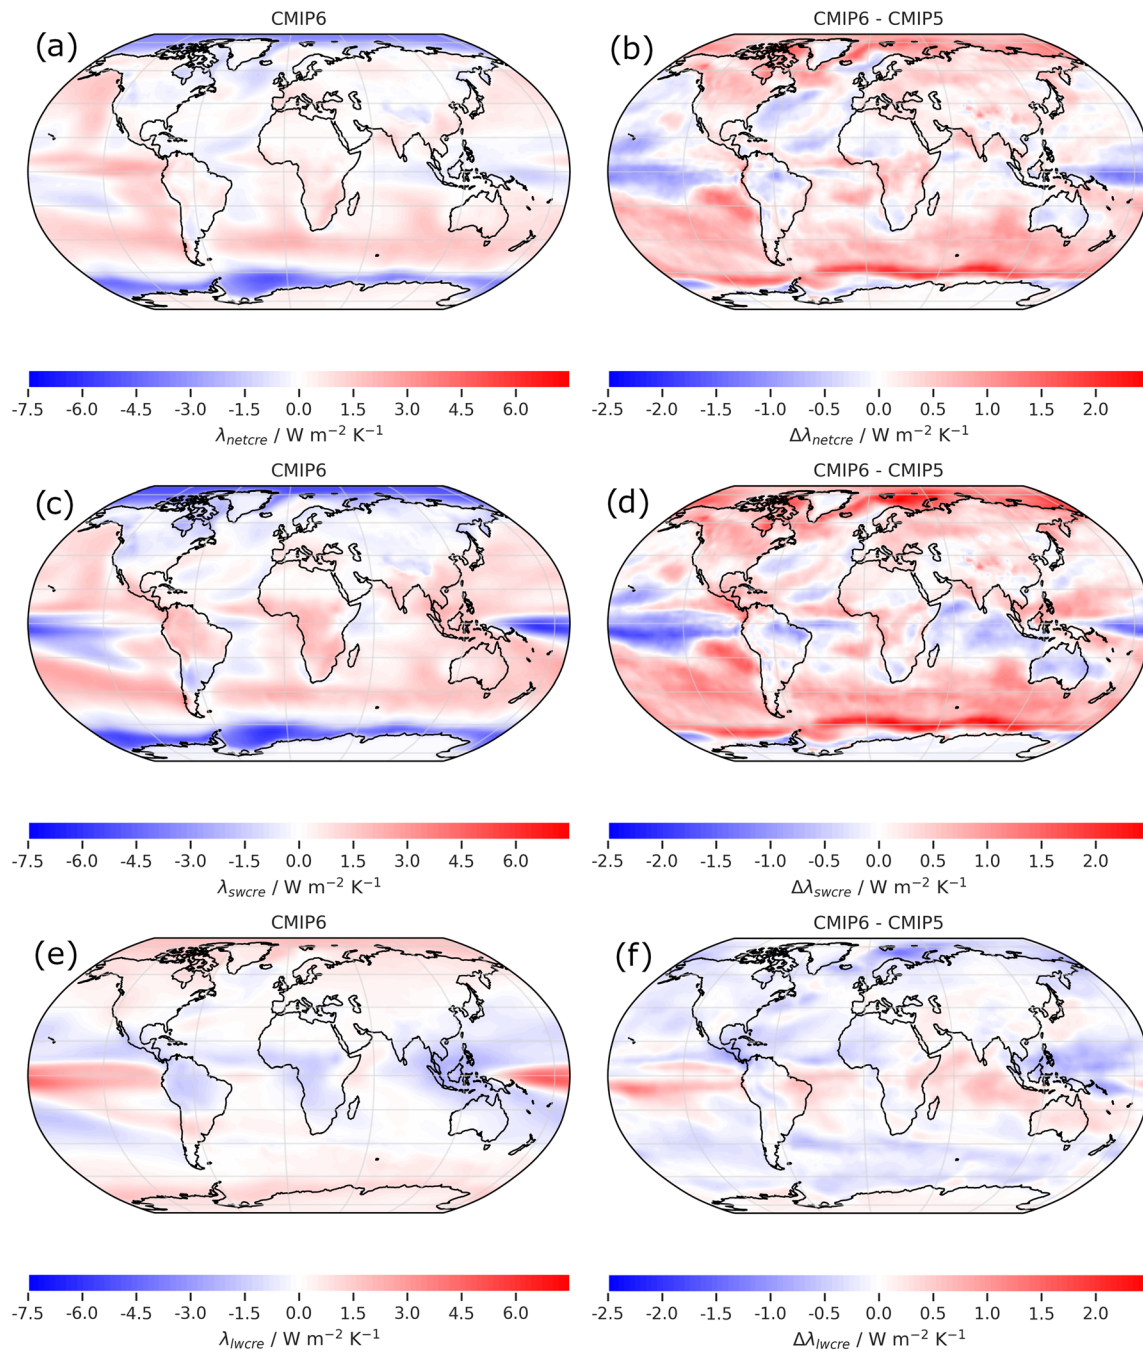 CMIP6
CMIP6 - CMIP5
(a)
(b)
-7.5 -6.0 -4.5 -3.0 -1.5 0.0 1.5 3.0 4.5 6.0
-2.5 -2.0 -1.5 -1.0 -0.5 0.0 0.5 1.0 1.5 2.0
λnetcre / W m⁻² K⁻¹
Δλnetcre / W m⁻² K⁻¹
CMIP6
CMIP6 - CMIP5
(c)
(d)
-7.5 -6.0 -4.5 -3.0 -1.5 0.0 1.5 3.0 4.5 6.0
-2.5 -2.0 -1.5 -1.0 -0.5 0.0 0.5 1.0 1.5 2.0
λswcre / W m⁻² K⁻¹
Δλswcre / W m⁻² K⁻¹
CMIP6
CMIP6 - CMIP5
(e)
(f)
-7.5 -6.0 -4.5 -3.0 -1.5 0.0 1.5 3.0 4.5 6.0
-2.5 -2.0 -1.5 -1.0 -0.5 0.0 0.5 1.0 1.5 2.0
λlwcre / W m⁻² K⁻¹
Δλlwcre / W m⁻² K⁻¹